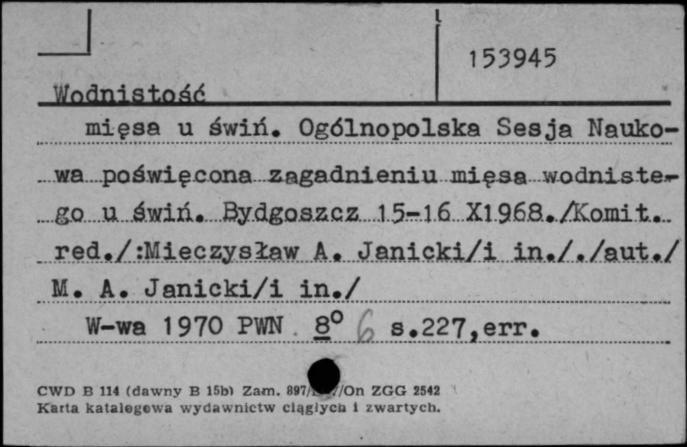 153945
Wodnistość
mięsa u świń. Ogólnopolska Sesja Nauko-
wa poświęcona zagadnieniu mięsa wodniste-
go u świń. Bydgoszcz 15-16 X1968./Komit.
red./:Mieczysław A. Janicki/i in./. /aut./
M. A. Janicki/i in./
W-wa 1970 PWN 8° 6 s.227,err.
CWD B 114 (dawny B 15b) Zam. 897/ /On ZGG 2542
Karta katalogowa wydawnictw ciągłych i zwartych.